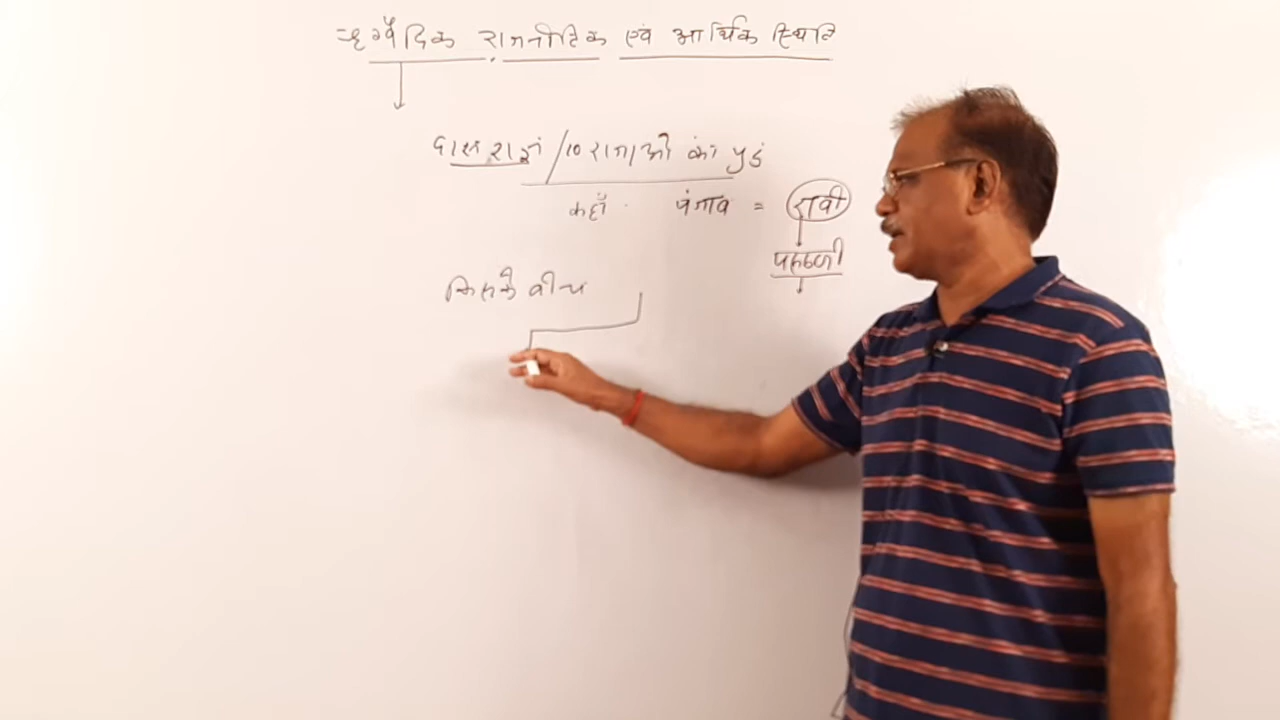 ऋग्वैदिक राजनीतिक एवं आर्थिक स्थिति
दासराज्ञ /10 राजाओं का युद्ध
कहाँ पंजाव = रावी
परुष्णी
किसके बीच